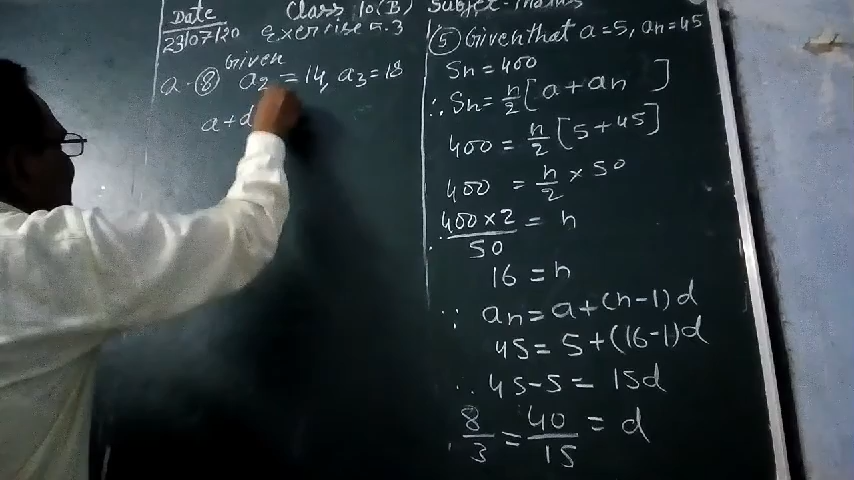 Date
23/07/20
Class 10(B) Subject-maths
Exercise 5.3
Given
a-⑧ a₂ = 14, a₃ = 18
a+d
⑤ Given that a=5, an=45
Sn = 400
∴ Sn = n/2 [a + an]
400 = n/2 [5 + 45]
400 = n/2 × 50
400×2/50 = n
16 = n
∵ an = a + (n-1)d
45 = 5 + (16-1)d
∴ 45-5 = 15d
∴ 8/3 = 40/15 = d